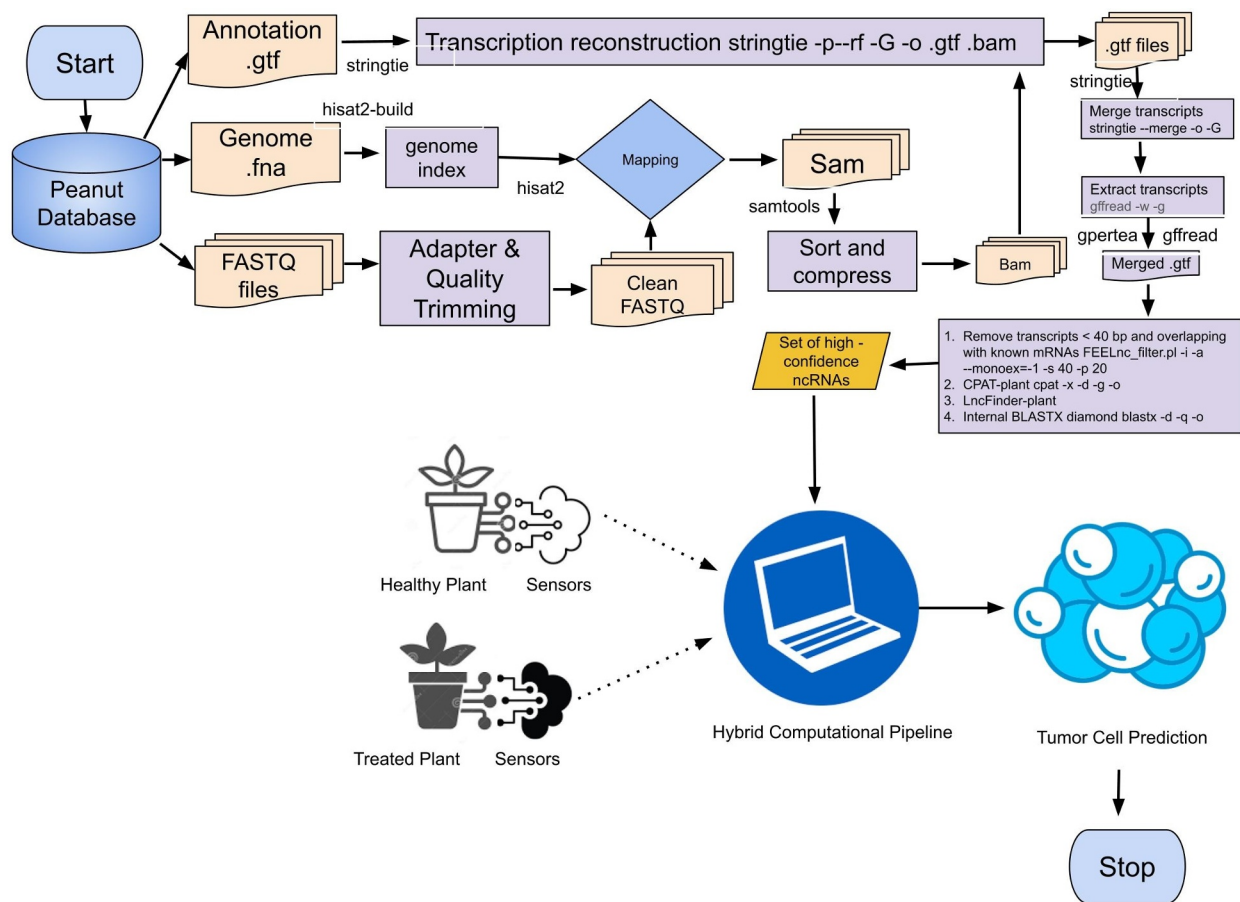 Start
Annotation
.gtf
stringtie
Transcription reconstruction stringtie -p--rf -G -o .gtf .bam
.gtf files
stringtie
Merge transcripts
stringtie --merge -o -G
Extract transcripts
gffread -w -g
gpertea
gffread
Merged .gtf
Peanut
Database
hisat2-build
Genome
.fna
genome
index
hisat2
Mapping
Sam
samtools
Sort and
compress
Bam
FASTQ
files
Adapter &
Quality
Trimming
Clean
FASTQ
1. Remove transcripts < 40 bp and overlapping
with known mRNAs FEELnc_filter.pl -i -a
--monoex=-1 -s 40 -p 20
2. CPAT-plant cpat -x -d -g -o
3. LncFinder-plant
4. Internal BLASTX diamond blastx -d -q -o
Set of high -
confidence
ncRNAs
Healthy Plant
Sensors
Treated Plant
Sensors
Hybrid Computational Pipeline
Tumor Cell Prediction
Stop